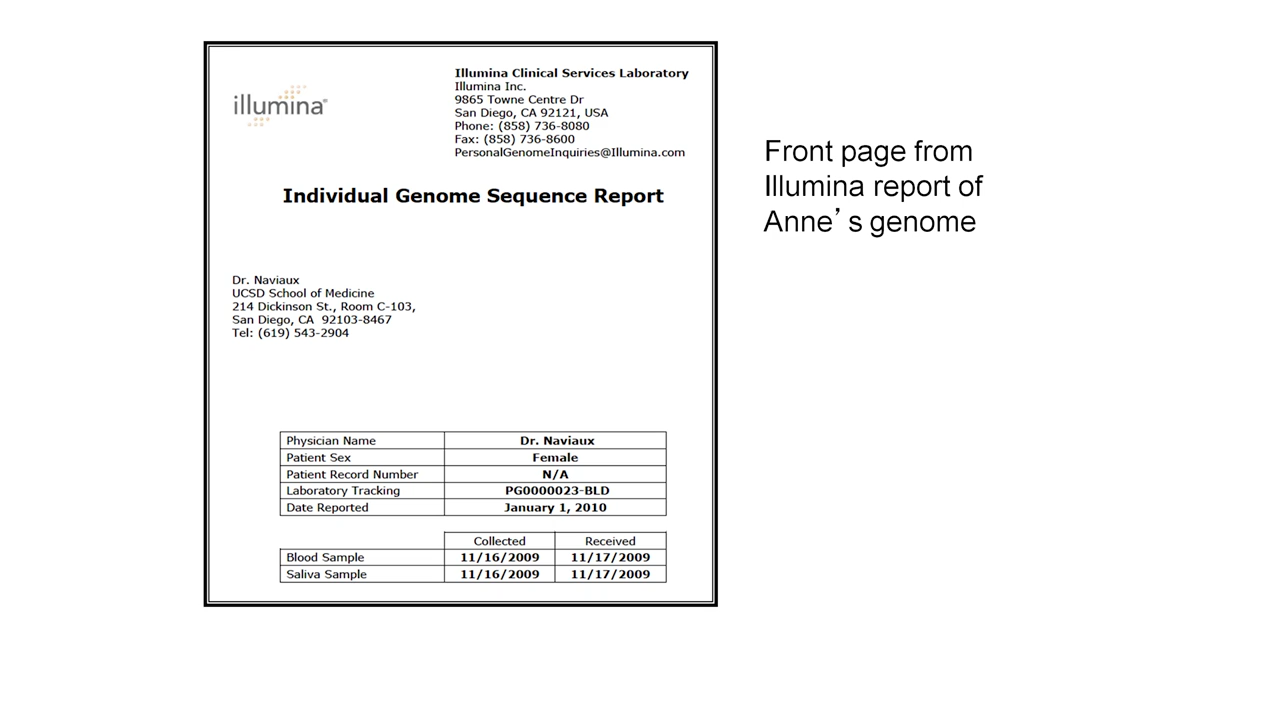 illumina®
Illumina Clinical Services Laboratory
Illumina Inc.
9865 Towne Centre Dr
San Diego, CA 92121, USA
Phone: (858) 736-8080
Fax: (858) 736-8600
PersonalGenomeInquiries@Illumina.com
Individual Genome Sequence Report
Dr. Naviaux
UCSD School of Medicine
214 Dickinson St., Room C-103,
San Diego, CA 92103-8467
Tel: (619) 543-2904
Physician Name Dr. Naviaux
Patient Sex Female
Patient Record Number N/A
Laboratory Tracking PG0000023-BLD
Date Reported January 1, 2010
Collected Received
Blood Sample 11/16/2009 11/17/2009
Saliva Sample 11/16/2009 11/17/2009
Front page from
Illumina report of
Anne’s genome